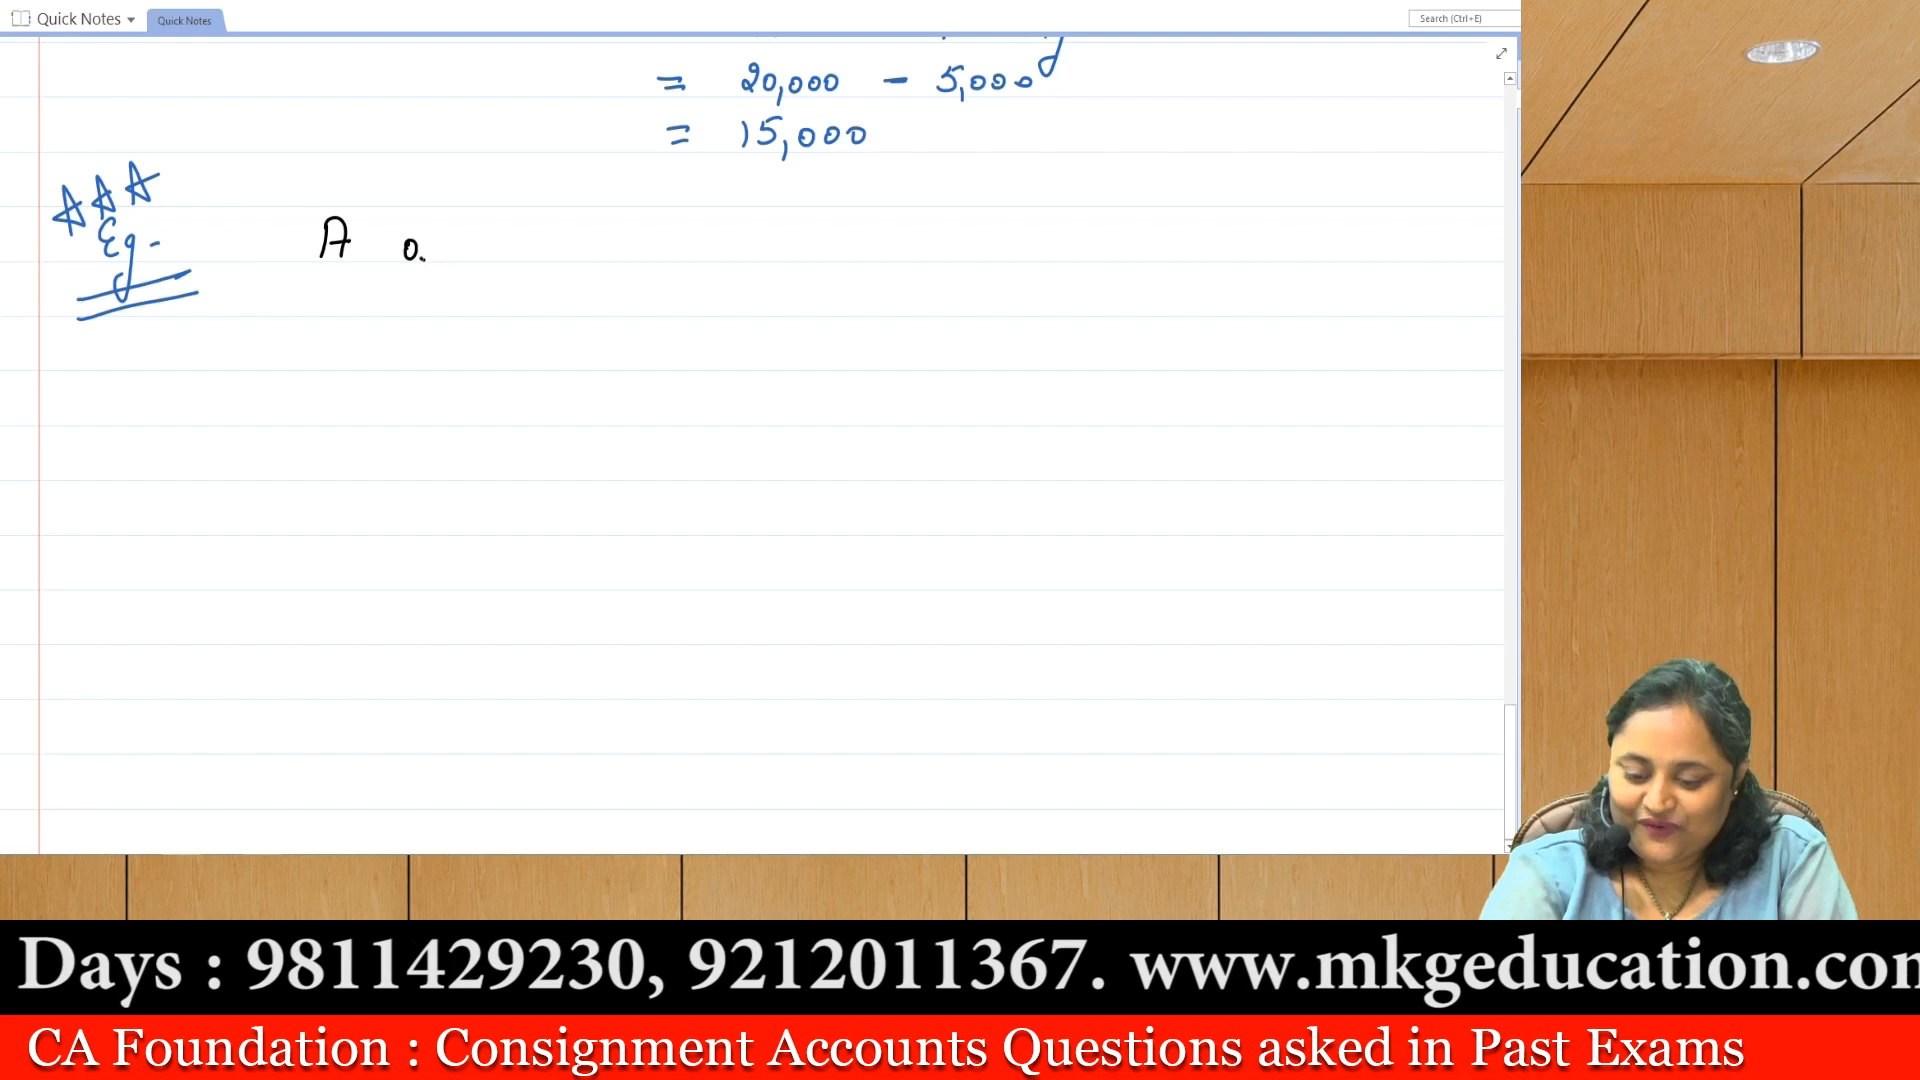 Quick Notes
Quick Notes
Search (Ctrl+E)
= 20,000 - 5,000
= 15,000
Eg -
A o.
Days : 9811429230, 9212011367. www.mkgeducation.con
CA Foundation : Consignment Accounts Questions asked in Past Exams